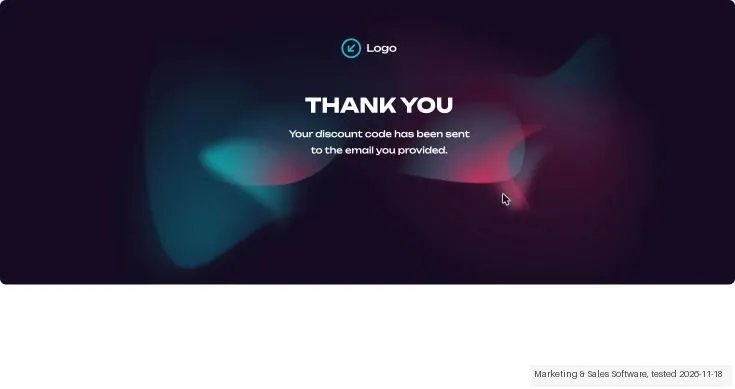 Logo
THANK YOU
Your discount code has been sent
to the email you provided.
Marketing & Sales Software, tested 2026-11-18